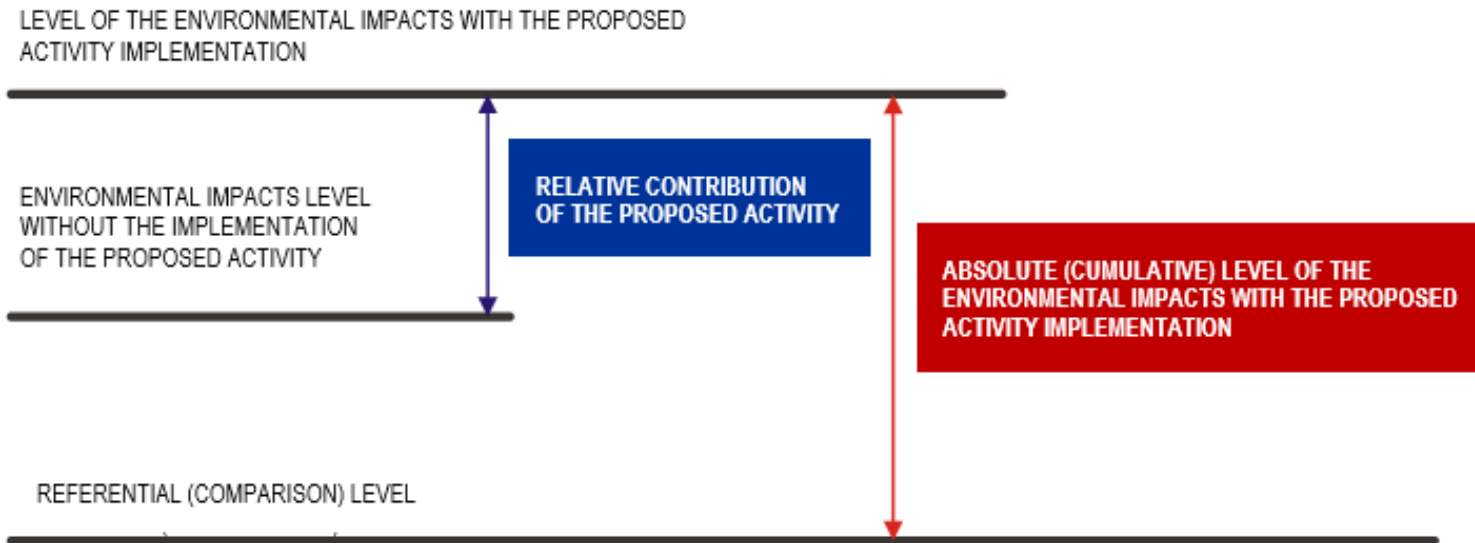 LEVEL OF THE ENVIRONMENTAL IMPACTS WITH THE PROPOSED
ACTIVITY IMPLEMENTATION
ENVIRONMENTAL IMPACTS LEVEL
WITHOUT THE IMPLEMENTATION
OF THE PROPOSED ACTIVITY
RELATIVE CONTRIBUTION
OF THE PROPOSED ACTIVITY
ABSOLUTE (CUMULATIVE) LEVEL OF THE
ENVIRONMENTAL IMPACTS WITH THE PROPOSED
ACTIVITY IMPLEMENTATION
REFERENTIAL (COMPARISON) LEVEL